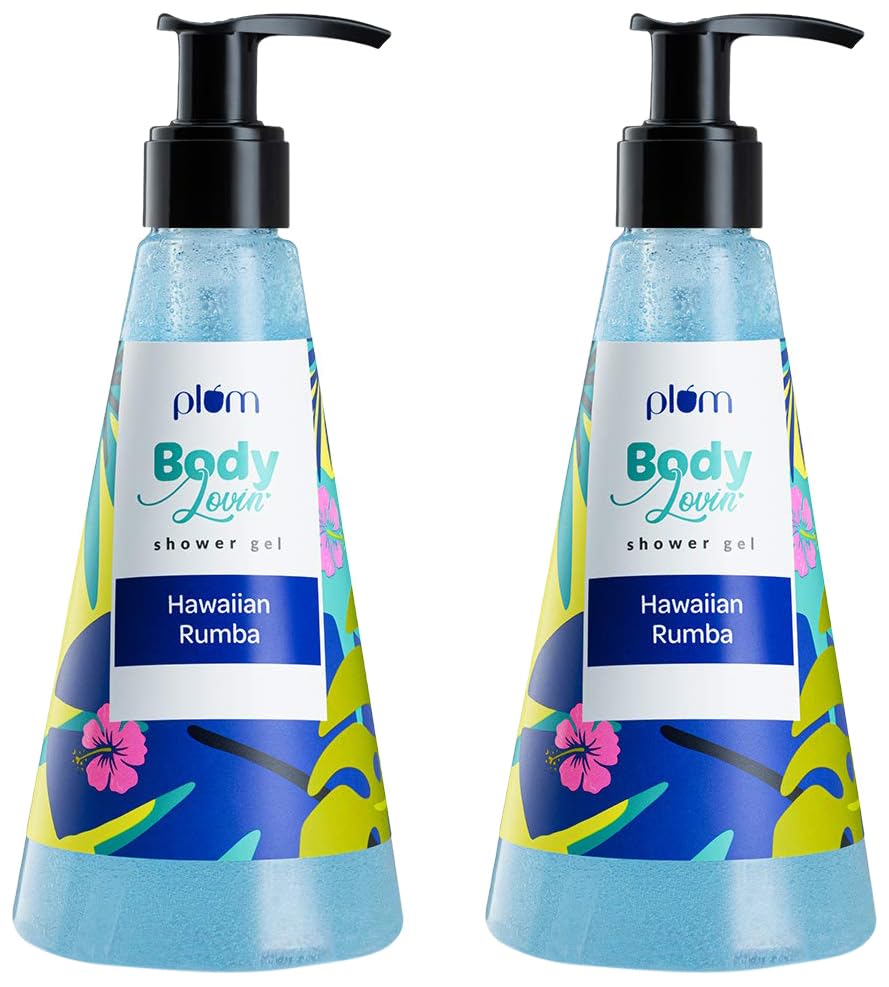 plum
Body
Lovin'
shower gel
Hawaiian
Rumba
plum
Body
Lovin'
shower gel
Hawaiian
Rumba